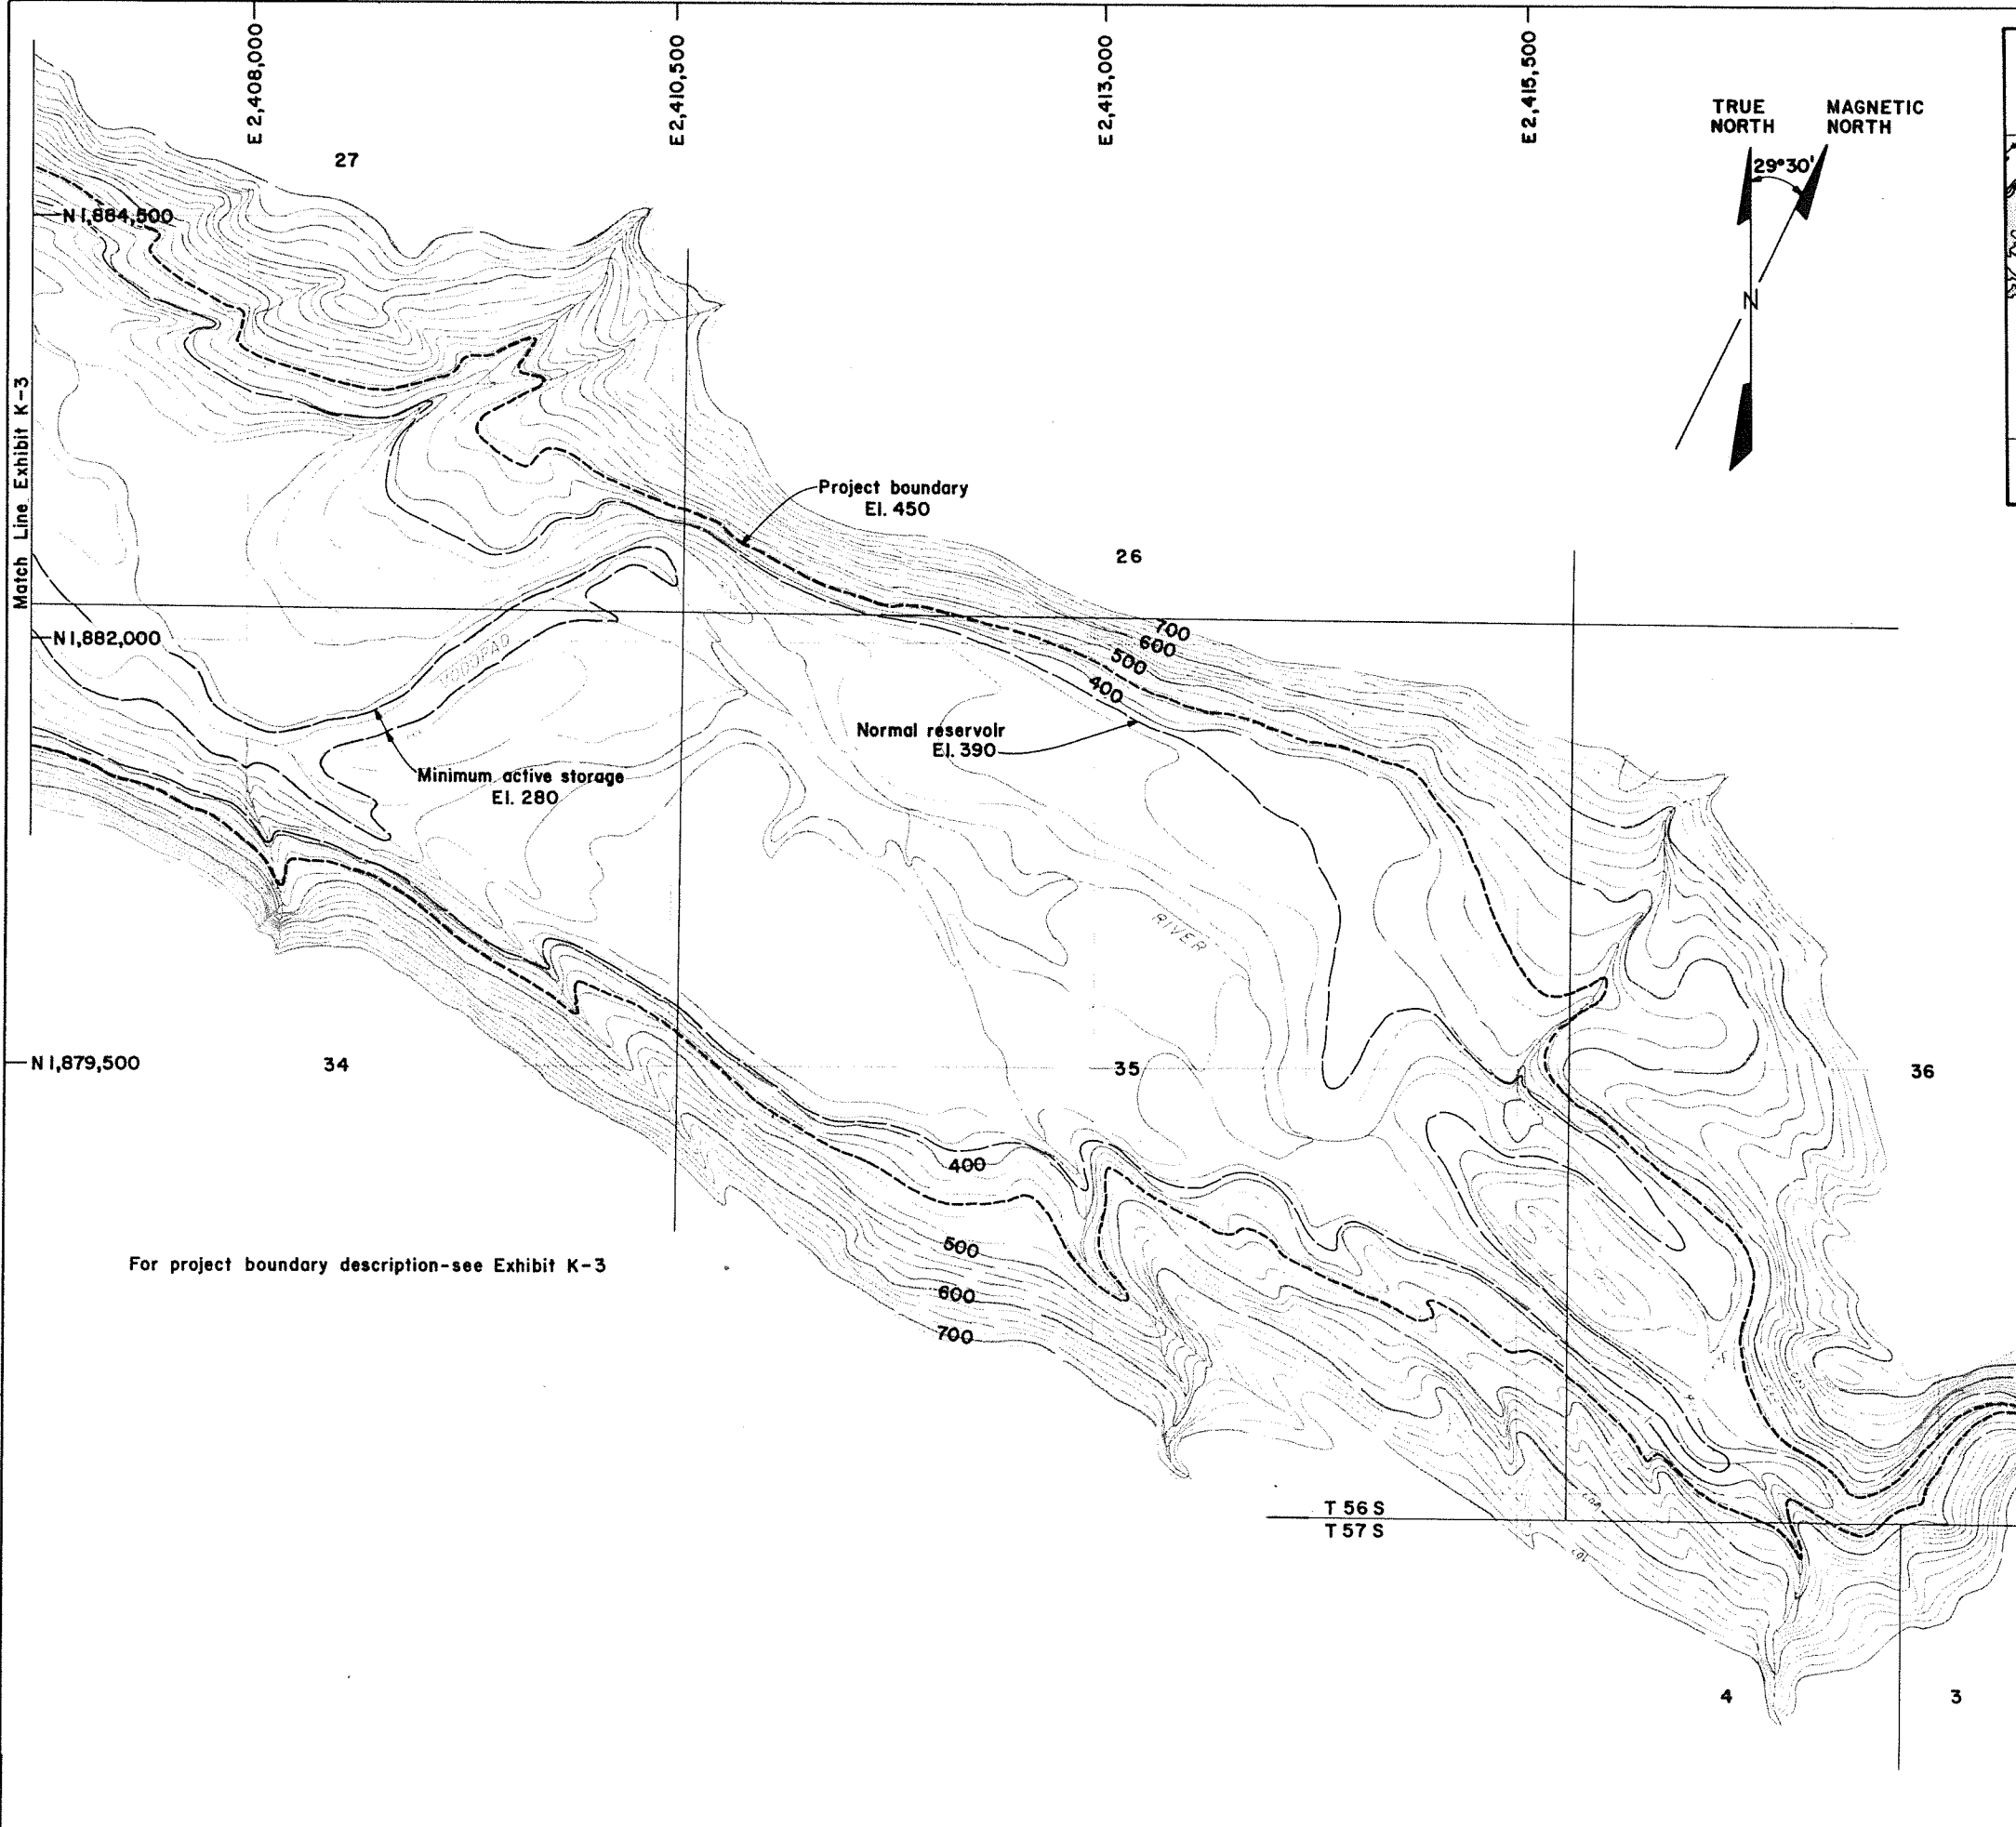 E 2,408,000
E 2,410,500
E 2,413,000
E 2,415,500
TRUE NORTH
MAGNETIC NORTH
29°30'
N
27
N 1,884,500
Match Line Exhibit K-3
Project boundary
El. 450
26
700
600
500
400
N 1,882,000
Normal reservoir
El. 390
Minimum active storage
El. 280
RIVER
N 1,879,500
34
35
36
400
500
600
700
For project boundary description-see Exhibit K-3
T 56 S
T 57 S
4
3